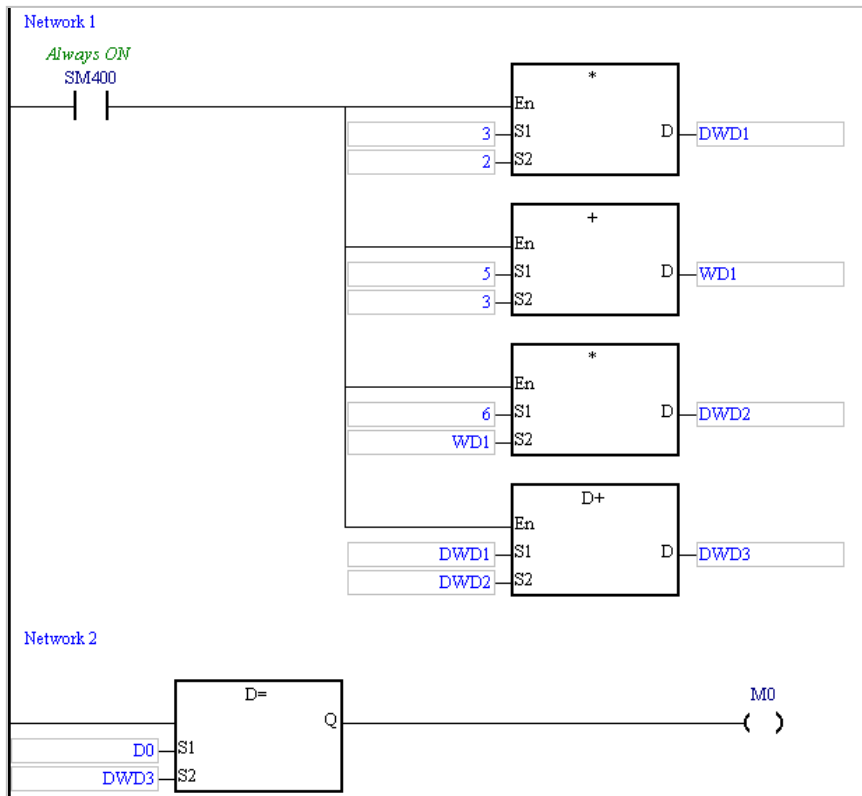 Network 1
Always ON
SM400
*
En
3 S1 D DWD1
2 S2
+
En
5 S1 D WD1
3 S2
*
En
6 S1 D DWD2
WD1 S2
D+
En
DWD1 S1 D DWD3
DWD2 S2
Network 2
D= M0
Q ( )
D0 S1
DWD3 S2